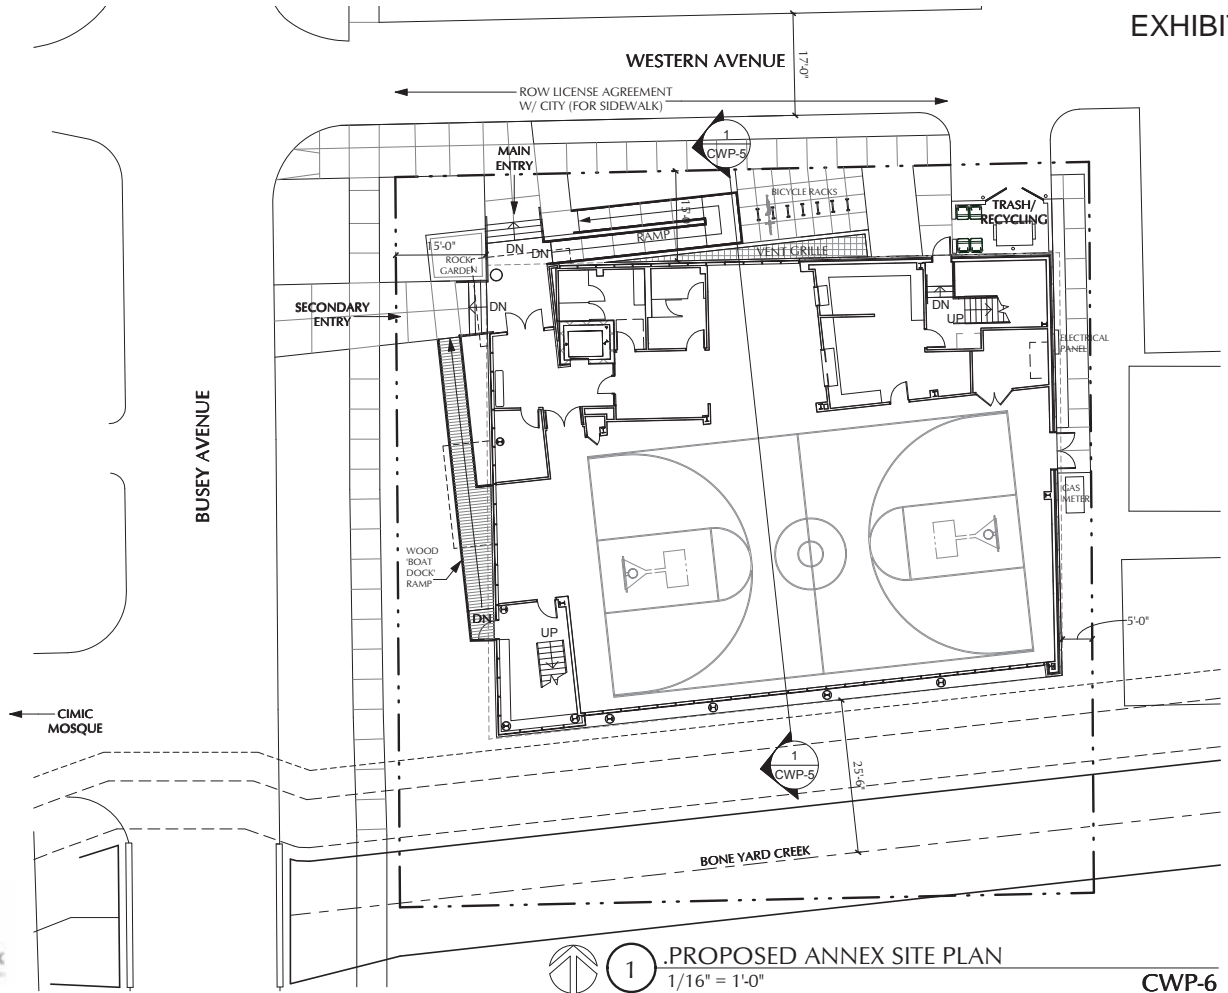 EXHIBI
WESTERN AVENUE
17'-0"
ROW LICENSE AGREEMENT
W/ CITY (FOR SIDEWALK)
1
CWP-5
MAIN
ENTRY
BICYCLE RACKS
TRASH/
RECYCLING
15'-0"
RAMP
VENT GRILLE
15'-0"
ROCK
GARDEN
DN
DN
DN
SECONDARY
ENTRY
DN
UP
ELECTRICAL
PANEL
BUSEY AVENUE
GAS
METER
WOOD
'BOAT
DOCK'
RAMP
DN
UP
5'-0"
CIMIC
MOSQUE
1
CWP-5
25'-6"
BONE YARD CREEK
1
.PROPOSED ANNEX SITE PLAN
1/16" = 1'-0"
CWP-6